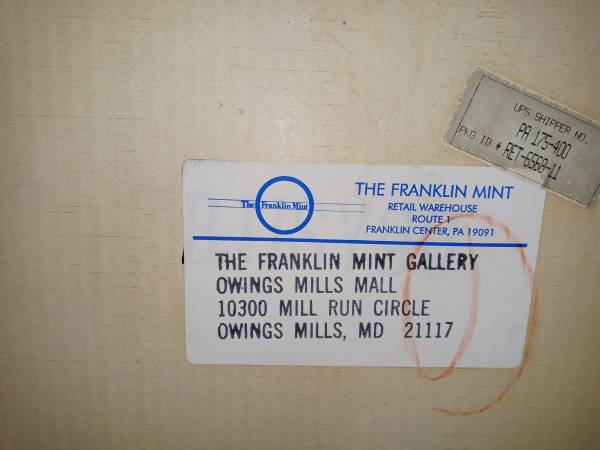 UPS SHIPPER NO.
PA 175-400
PKG ID # RET-6568-11
The Franklin Mint
THE FRANKLIN MINT
RETAIL WAREHOUSE
ROUTE 1
FRANKLIN CENTER, PA 19091
THE FRANKLIN MINT GALLERY
OWINGS MILLS MALL
10300 MILL RUN CIRCLE
OWINGS MILLS, MD 21117